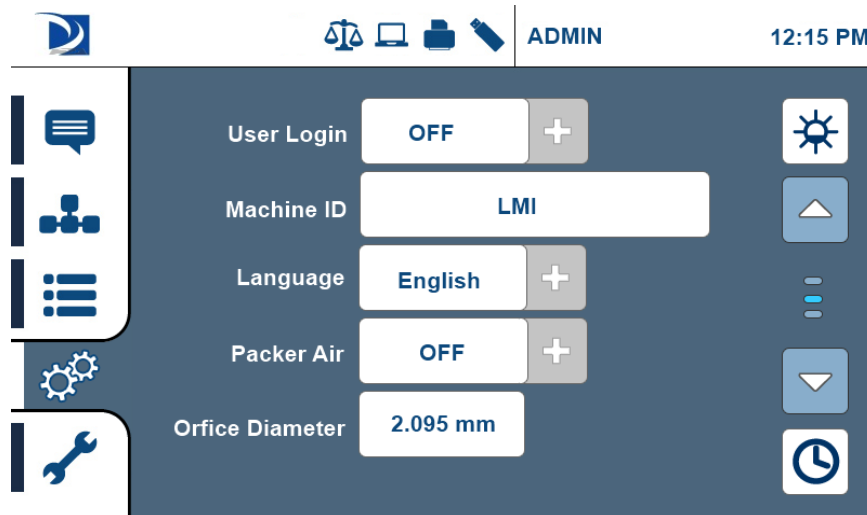 ADMIN
12:15 PM
User Login OFF
Machine ID LMI
Language English
Packer Air OFF
Orfice Diameter 2.095 mm